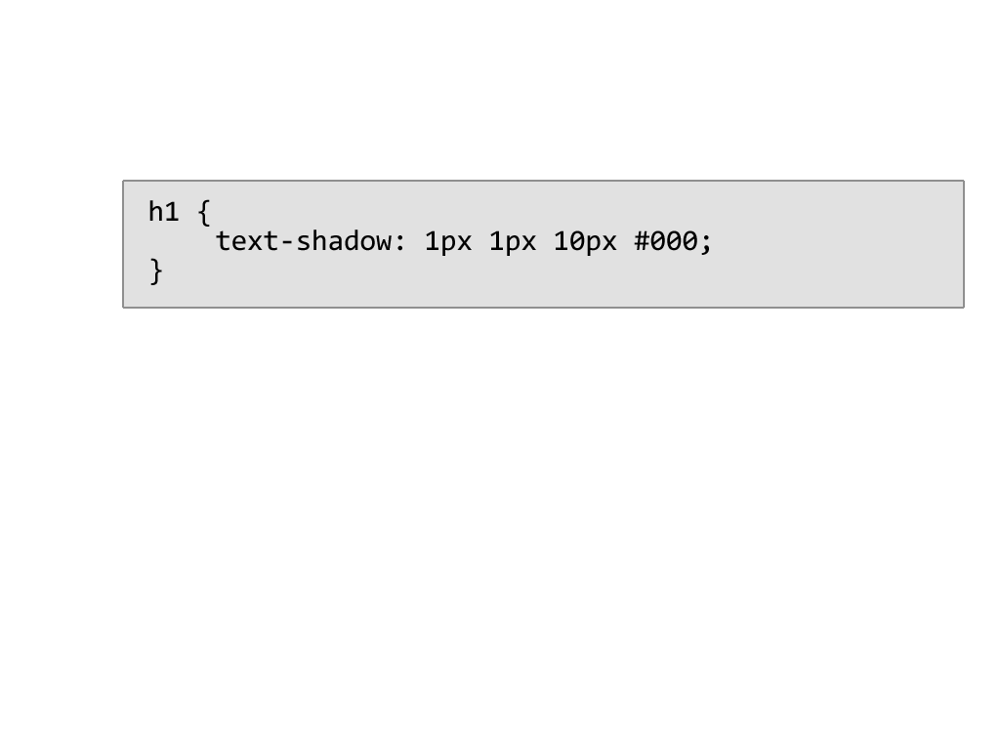 h1 {
text-shadow: 1px 1px 10px #000;
}